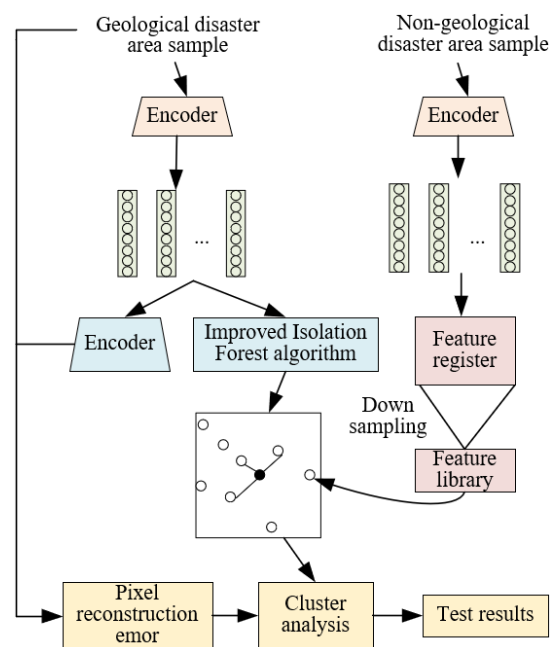 Geological disaster
area sample
Non-geological
disaster area sample
Encoder
Encoder
...
...
Encoder
Improved Isolation
Forest algorithm
Feature
register
Down
sampling
Feature
library
Pixel
reconstruction
emor
Cluster
analysis
Test results